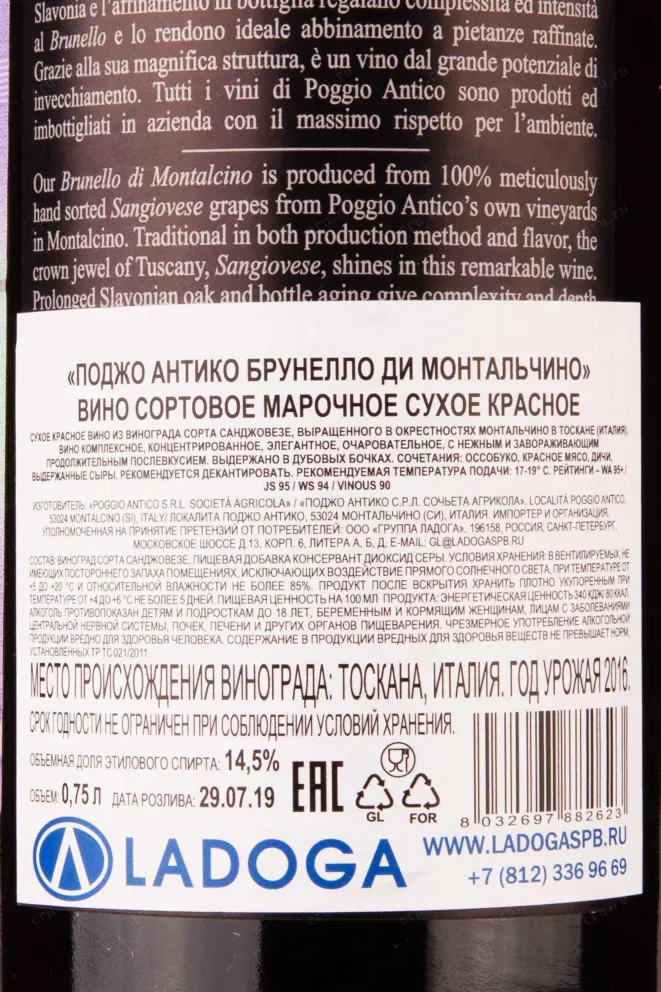 Slavonia e l'affinamento in bottiglia regalano complessità ed intensità
al Brunello e lo rendono ideale abbinamento a pietanze raffinate.
Grazie alla sua magnifica struttura, è un vino dal grande potenziale di
invecchiamento. Tutti i vini di Poggio Antico sono prodotti ed
imbottigliati in azienda con il massimo rispetto per l'ambiente.
Our Brunello di Montalcino is produced from 100% meticulously
hand sorted Sangiovese grapes from Poggio Antico's own vineyards
in Montalcino. Traditional in both production method and flavor, the
crown jewel of Tuscany, Sangiovese, shines in this remarkable wine.
Prolonged Slavonian oak and bottle aging give complexity and depth
«ПОДЖО АНТИКО БРУНЕЛЛО ДИ МОНТАЛЬЧИНО»
ВИНО СОРТОВОЕ МАРОЧНОЕ СУХОЕ КРАСНОЕ
СУХОЕ КРАСНОЕ ВИНО ИЗ ВИНОГРАДА СОРТА САНДЖОВЕЗЕ, ВЫРАЩЕННОГО В ОКРЕСТНОСТЯХ МОНТАЛЬЧИНО В ТОСКАНЕ (ИТАЛИЯ).
ВИНО КОМПЛЕКСНОЕ, КОНЦЕНТРИРОВАННОЕ, ЭЛЕГАНТНОЕ, ОЧАРОВАТЕЛЬНОЕ, С НЕЖНЫМ И ЗАВОРАЖИВАЮЩИМ
ПРОДОЛЖИТЕЛЬНЫМ ПОСЛЕВКУСИЕМ. ВЫДЕРЖАНО В ДУБОВЫХ БОЧКАХ. СОЧЕТАНИЯ: ОССОБУКО, КРАСНОЕ МЯСО, ДИЧИ,
ВЫДЕРЖАННЫЕ СЫРЫ. РЕКОМЕНДУЕТСЯ ДЕКАНТИРОВАТЬ. РЕКОМЕНДУЕМАЯ ТЕМПЕРАТУРА ПОДАЧИ: 17-19° С. РЕЙТИНГИ – WA 95+ /
JS 95 / WS 94 / VINOUS 90
ИЗГОТОВИТЕЛЬ: «POGGIO ANTICO S.R.L. SOCIETÀ AGRICOLA» / «ПОДЖО АНТИКО С.Р.Л. СОЧЬЕТА АГРИКОЛА», LOCALITÀ POGGIO ANTICO,
53024 MONTALCINO (SI), ITALY/ ЛОКАЛИТА ПОДЖО АНТИКО, 53024 МОНТАЛЬЧИНО (СИ), ИТАЛИЯ. ИМПОРТЕР И ОРГАНИЗАЦИЯ,
УПОЛНОМОЧЕННАЯ НА ПРИНЯТИЕ ПРЕТЕНЗИЙ ОТ ПОТРЕБИТЕЛЕЙ: ООО «ГРУППА ЛАДОГА», 196158, РОССИЯ, САНКТ-ПЕТЕРБУРГ,
МОСКОВСКОЕ ШОССЕ Д.13, КОРП. 6, ЛИТЕРА А, Б, Д, E-MAIL: GL@LADOGASPB.RU
СОСТАВ: ВИНОГРАД СОРТА САНДЖОВЕЗЕ, ПИЩЕВАЯ ДОБАВКА КОНСЕРВАНТ ДИОКСИД СЕРЫ. УСЛОВИЯ ХРАНЕНИЯ: В ВЕНТИЛИРУЕМЫХ, НЕ
ИМЕЮЩИХ ПОСТОРОННЕГО ЗАПАХА ПОМЕЩЕНИЯХ, ИСКЛЮЧАЮЩИХ ВОЗДЕЙСТВИЕ ПРЯМОГО СОЛНЕЧНОГО СВЕТА, ПРИ ТЕМПЕРАТУРЕ ОТ
+5 ДО +20 °С И ОТНОСИТЕЛЬНОЙ ВЛАЖНОСТИ НЕ БОЛЕЕ 85%. ПРОДУКТ ПОСЛЕ ВСКРЫТИЯ ХРАНИТЬ ПЛОТНО УКУПОРЕННЫМ ПРИ
ТЕМПЕРАТУРЕ ОТ +4 ДО +6 °С НЕ БОЛЕЕ 5 ДНЕЙ. ПИЩЕВАЯ ЦЕННОСТЬ НА 100 МЛ ПРОДУКТА: ЭНЕРГЕТИЧЕСКАЯ ЦЕННОСТЬ 340 КДЖ/ 80 ККАЛ.
АЛКОГОЛЬ ПРОТИВОПОКАЗАН ДЕТЯМ И ПОДРОСТКАМ ДО 18 ЛЕТ, БЕРЕМЕННЫМ И КОРМЯЩИМ ЖЕНЩИНАМ, ЛИЦАМ С ЗАБОЛЕВАНИЯМИ
ЦЕНТРАЛЬНОЙ НЕРВНОЙ СИСТЕМЫ, ПОЧЕК, ПЕЧЕНИ И ДРУГИХ ОРГАНОВ ПИЩЕВАРЕНИЯ. ЧРЕЗМЕРНОЕ УПОТРЕБЛЕНИЕ АЛКОГОЛЬНОЙ
ПРОДУКЦИИ ВРЕДНО ДЛЯ ЗДОРОВЬЯ ЧЕЛОВЕКА. СОДЕРЖАНИЕ В ПРОДУКЦИИ ВРЕДНЫХ ДЛЯ ЗДОРОВЬЯ ВЕЩЕСТВ НЕ ПРЕВЫШАЕТ НОРМ,
УСТАНОВЛЕННЫХ ТР ТС 021/2011.
МЕСТО ПРОИСХОЖДЕНИЯ ВИНОГРАДА: ТОСКАНА, ИТАЛИЯ. ГОД УРОЖАЯ 2016.
СРОК ГОДНОСТИ НЕ ОГРАНИЧЕН ПРИ СОБЛЮДЕНИИ УСЛОВИЙ ХРАНЕНИЯ.
ОБЪЕМНАЯ ДОЛЯ ЭТИЛОВОГО СПИРТА: 14,5%
ОБЪЕМ: 0,75 Л ДАТА РОЗЛИВА: 29.07.19
EAC
GL FOR
8 032697 882623
LADOGA
WWW.LADOGASPB.RU
+7 (812) 336 96 69